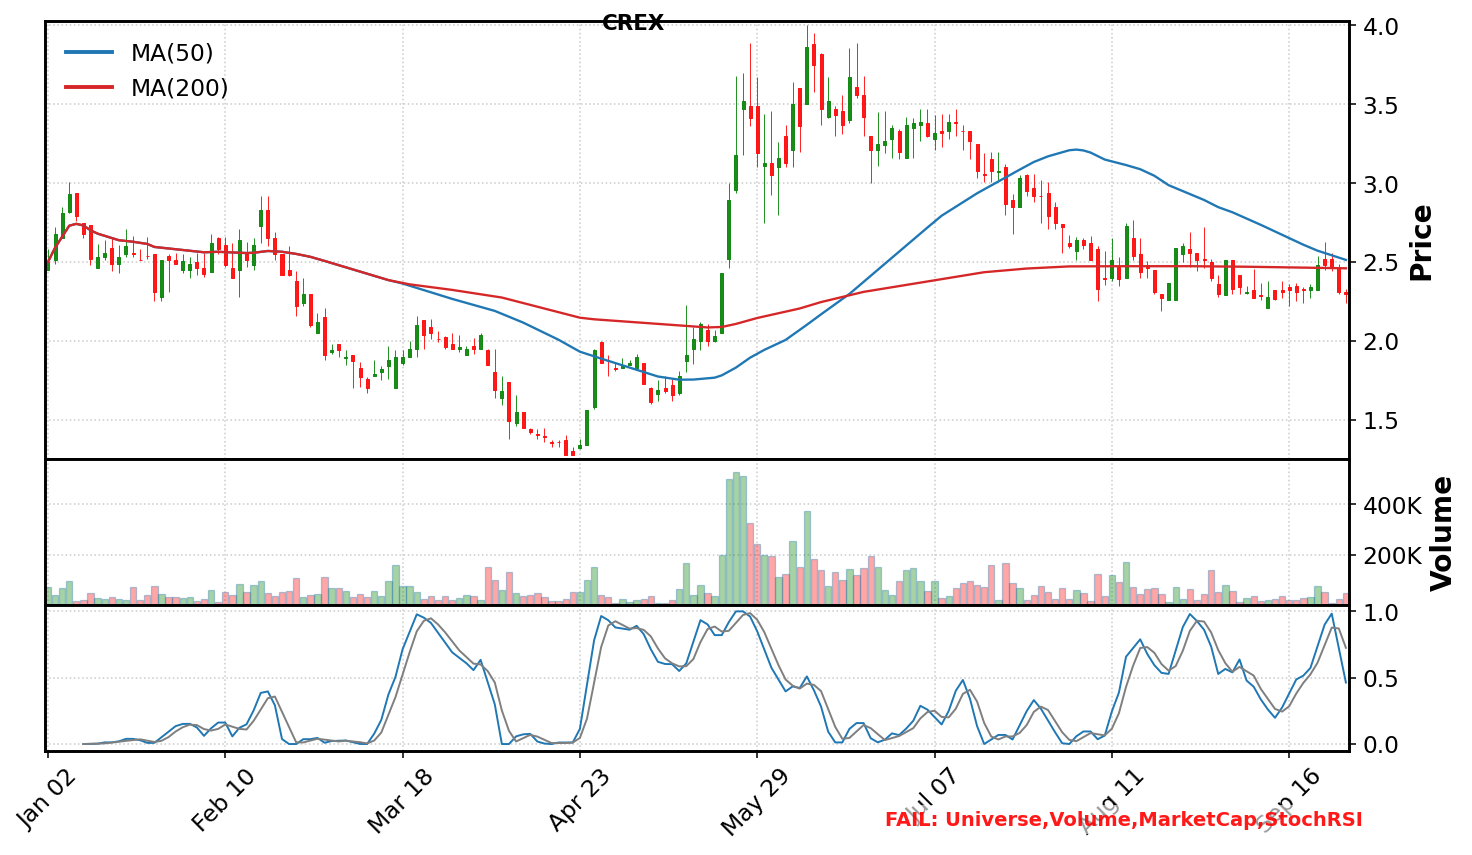 CREX
MA(50)
MA(200)
4.0
3.5
3.0
2.5
2.0
1.5
Price
400K
200K
Volume
1.0
0.5
0.0
Jan 02
Feb 10
Mar 18
Apr 23
May 29
Jul 07
Aug 11
Sep 16
FAIL: Universe,Volume,MarketCap,StochRSI